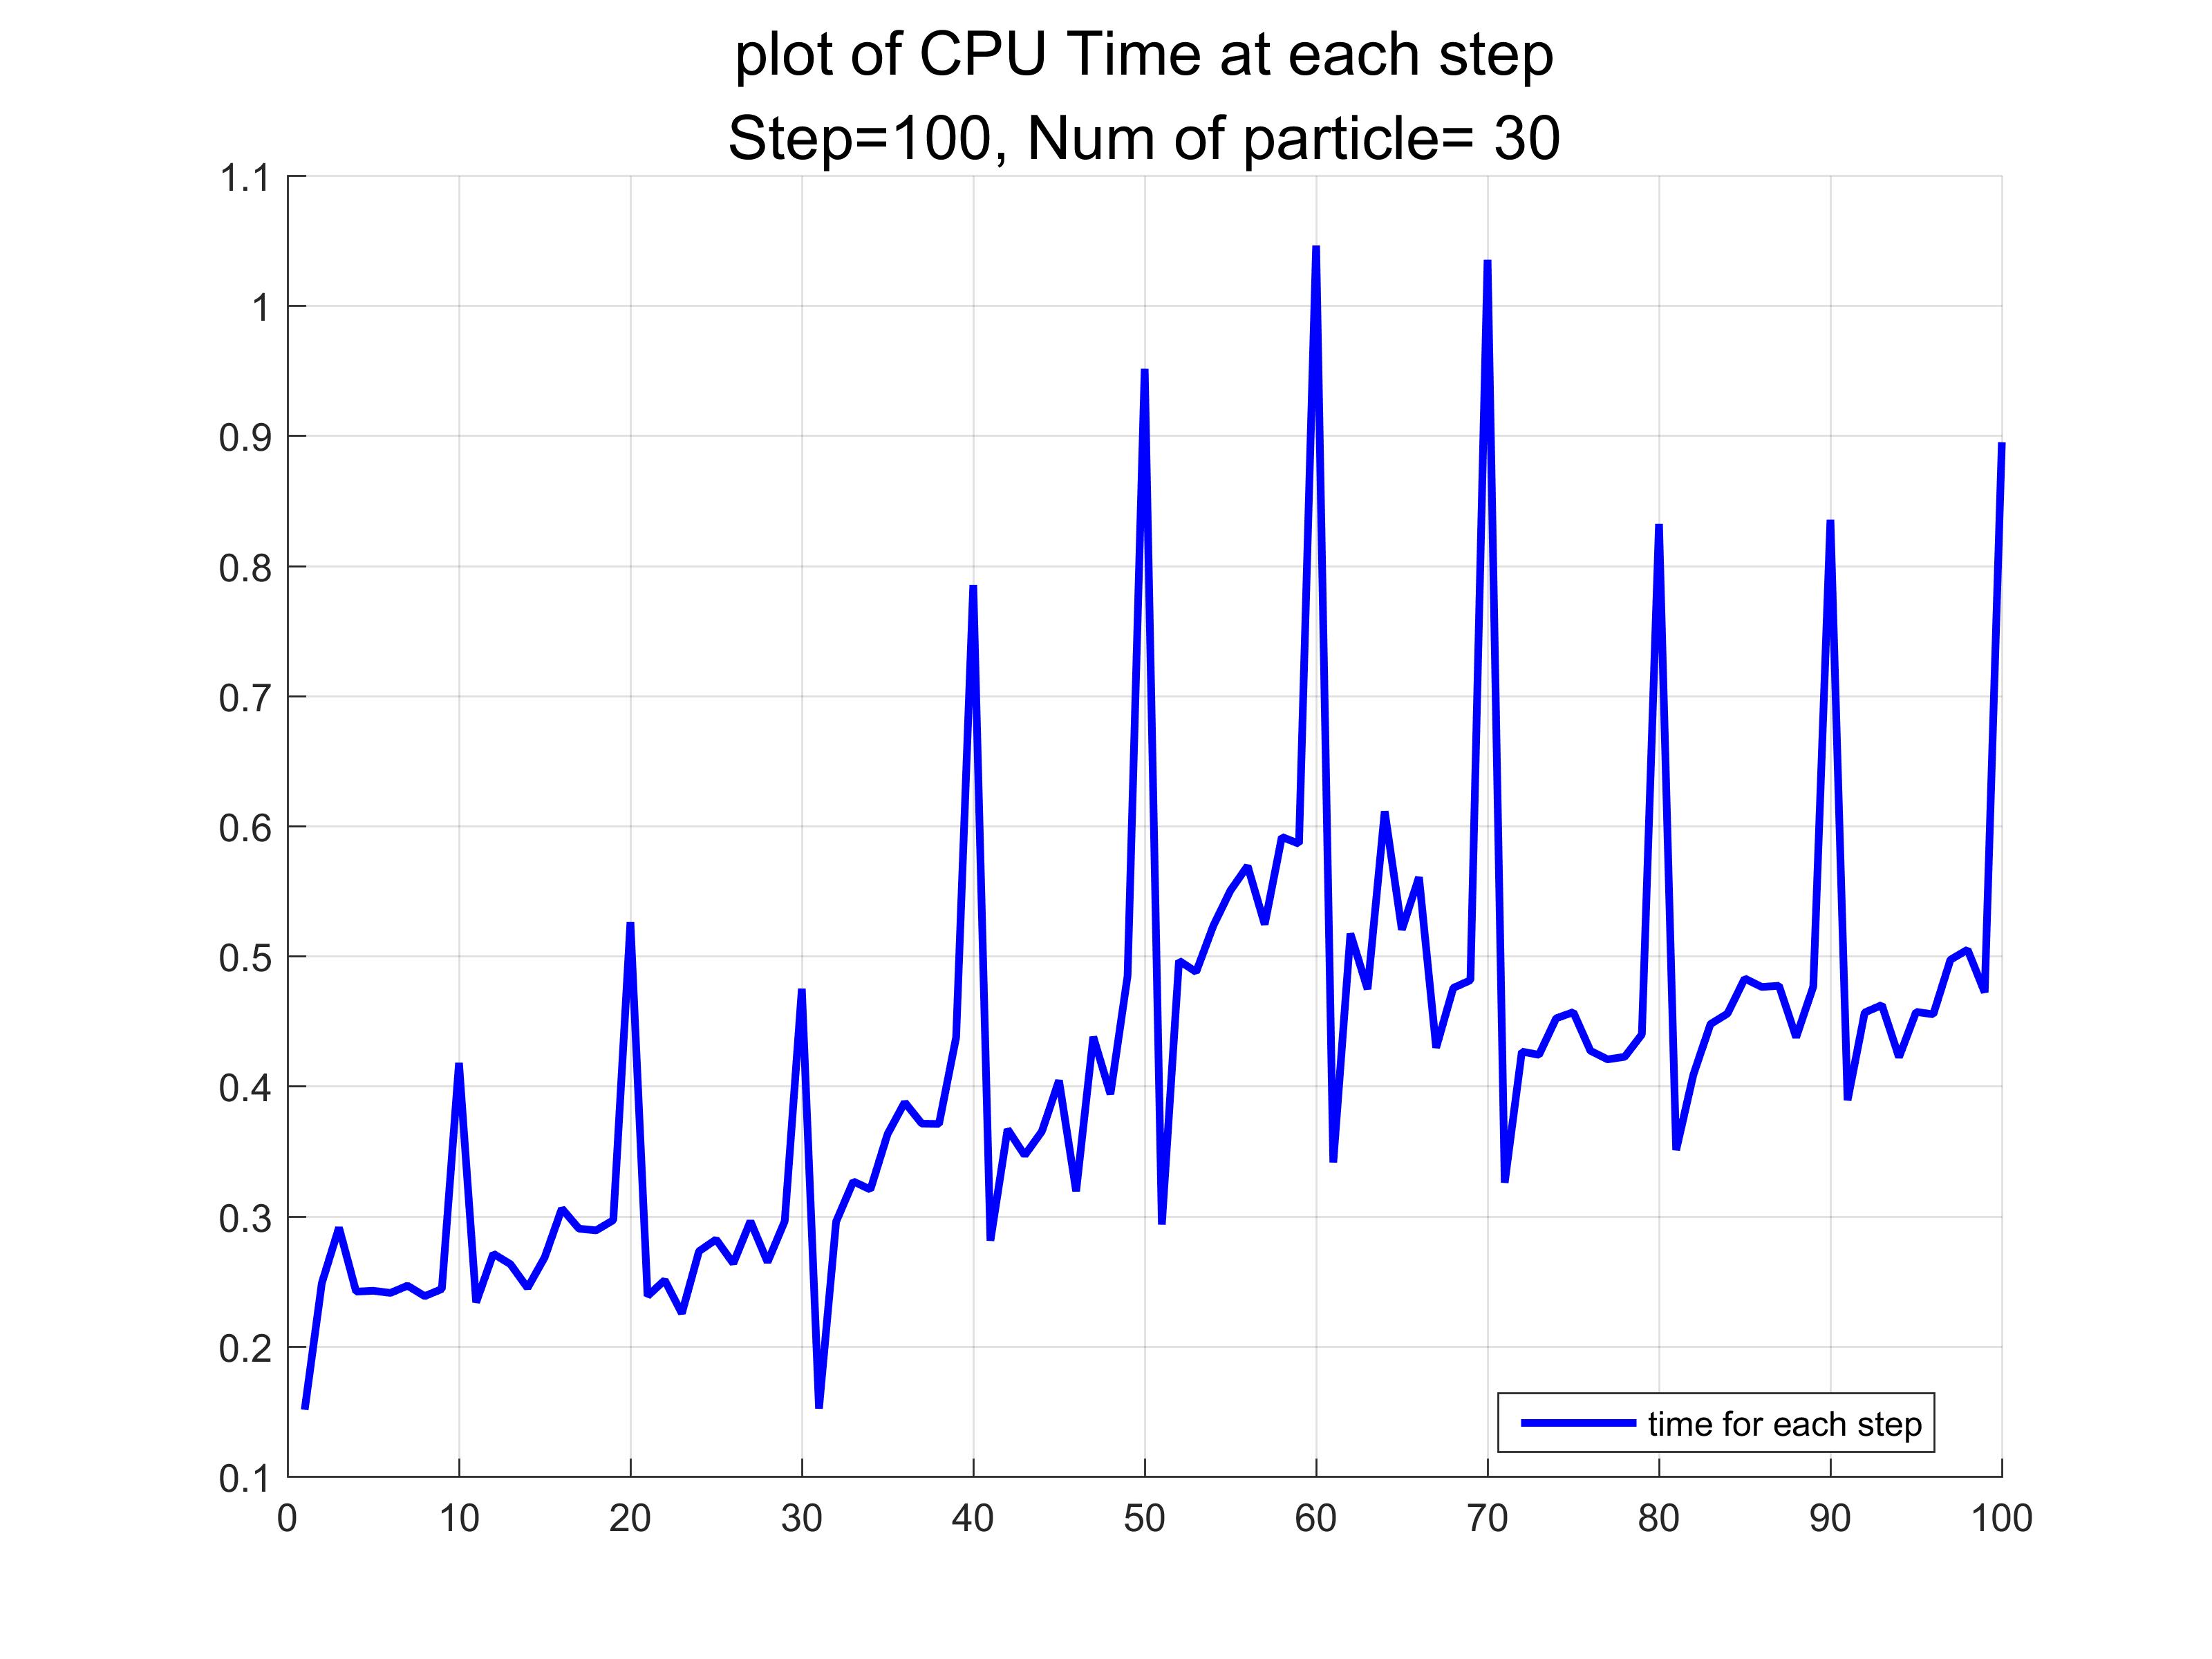 plot of CPU Time at each step
Step=100, Num of particle= 30
1.1
1
0.9
0.8
0.7
0.6
0.5
0.4
0.3
0.2
0.1
time for each step
0 10 20 30 40 50 60 70 80 90 100